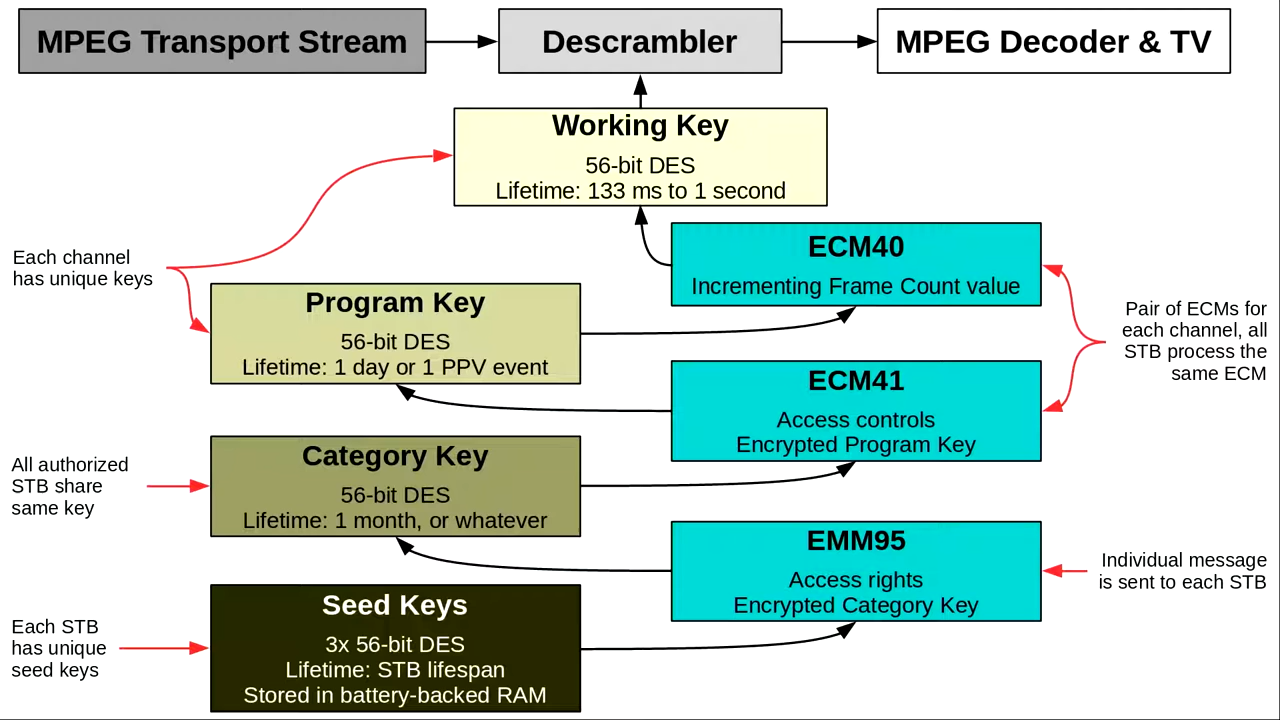 MPEG Transport Stream
Descrambler
MPEG Decoder & TV
Working Key
56-bit DES
Lifetime: 133 ms to 1 second
ECM40
Incrementing Frame Count value
Each channel
has unique keys
Program Key
56-bit DES
Lifetime: 1 day or 1 PPV event
Pair of ECMs for
each channel, all
STB process the
same ECM
ECM41
Access controls
Encrypted Program Key
All authorized
STB share
same key
Category Key
56-bit DES
Lifetime: 1 month, or whatever
EMM95
Access rights
Encrypted Category Key
Individual message
is sent to each STB
Each STB
has unique
seed keys
Seed Keys
3x 56-bit DES
Lifetime: STB lifespan
Stored in battery-backed RAM